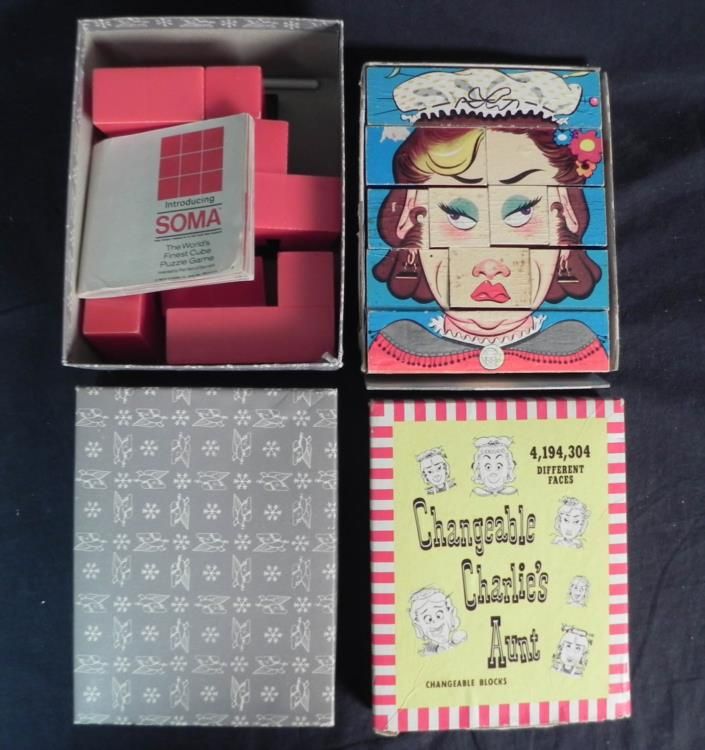 Introducing
SOMA
The World's
Finest Cube
Puzzle Game
4,194,304
DIFFERENT
FACES
Changeable
Charlie's
Aunt
CHANGEABLE BLOCKS